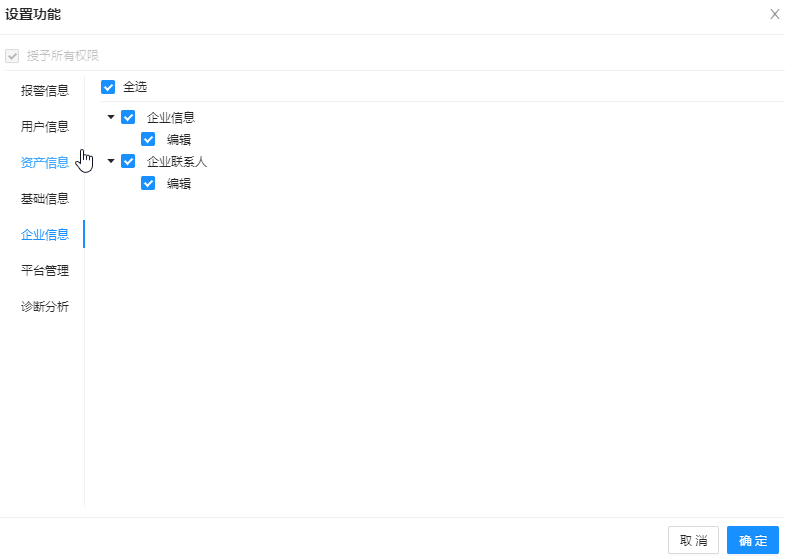 设置功能
授予所有权限
报警信息
用户信息
资产信息
基础信息
企业信息
平台管理
诊断分析
全选
企业信息
编辑
企业联系人
编辑
取消
确定